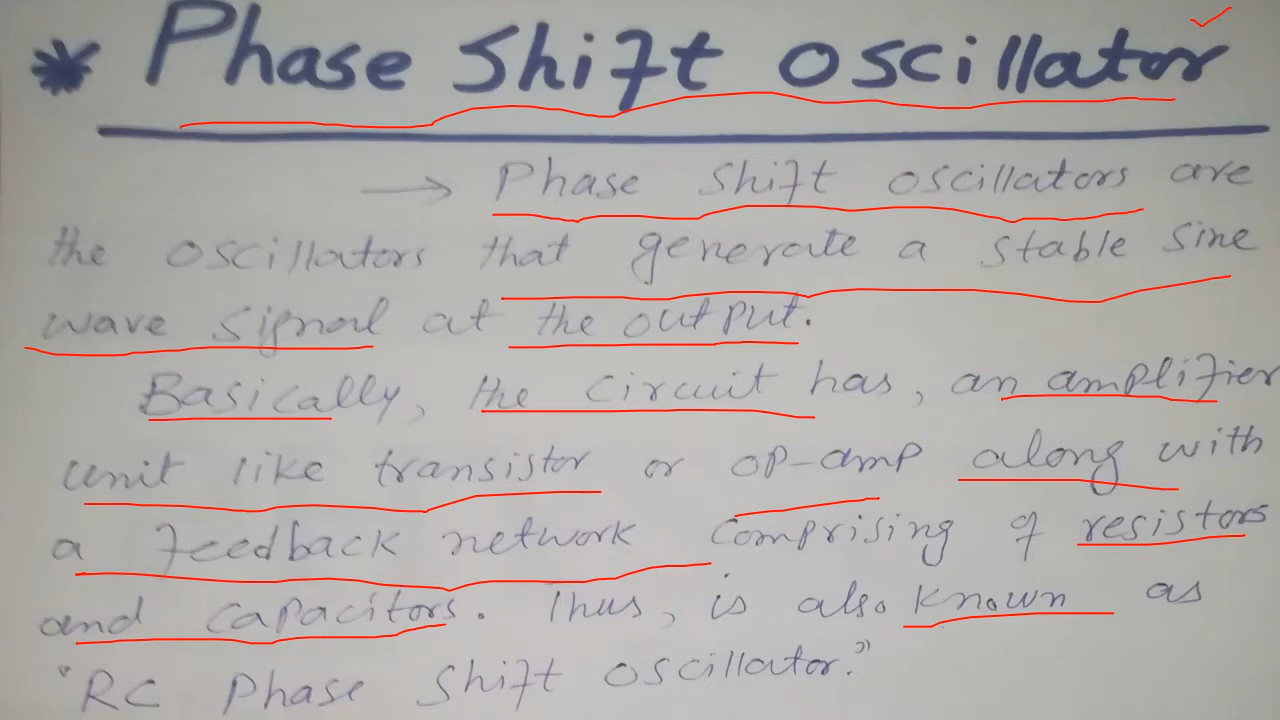 * Phase Shift Oscillator
→ Phase Shift oscillators are
the oscillators that generate a stable sine
wave signal at the output.
Basically, the circuit has, an amplifier
unit like transistor or op-amp along with
a feedback network comprising of resistors
and capacitors. Thus, is also known as
"RC Phase Shift oscillator."